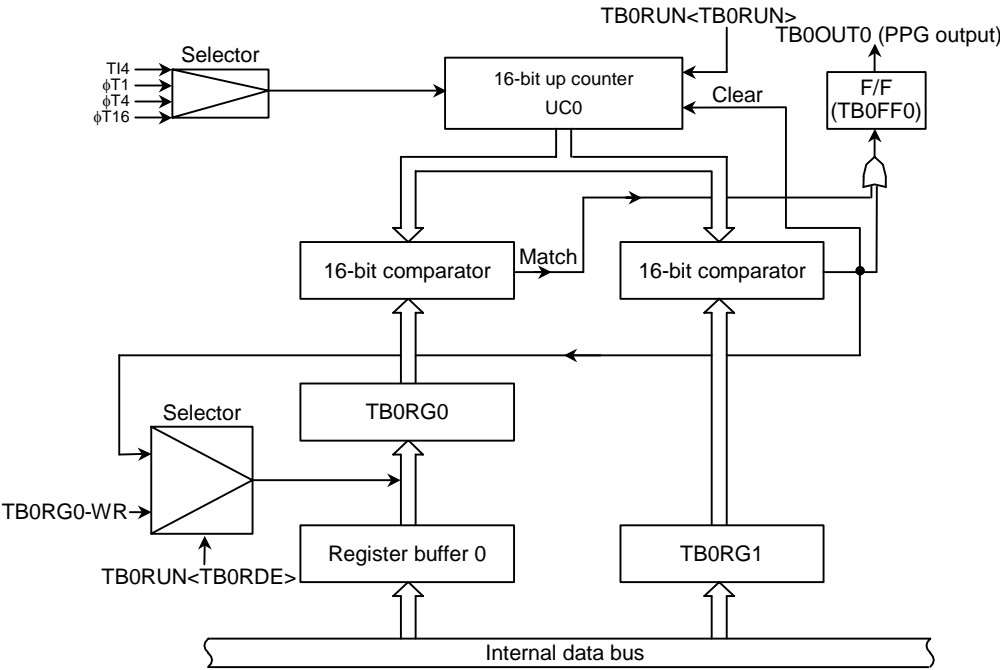 TB0RUN<TB0RUN>
TB0OUT0 (PPG output)
Selector
TI4
ϕT1
ϕT4
ϕT16
16-bit up counter
UC0
Clear
F/F
(TB0FF0)
16-bit comparator
Match
16-bit comparator
TB0RG0
Selector
TB0RG0-WR
TB0RUN<TB0RDE>
Register buffer 0
TB0RG1
Internal data bus